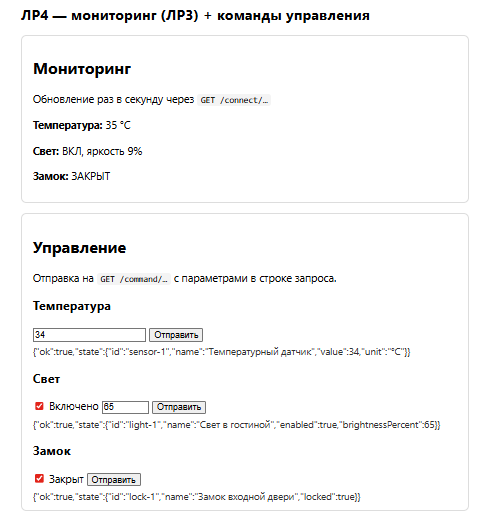 ЛР4 — мониторинг (ЛР3) + команды управления
Мониторинг
Обновление раз в секунду через GET /connect/…
Температура: 35 °C
Свет: ВКЛ, яркость 9%
Замок: ЗАКРЫТ
Управление
Отправка на GET /command/… с параметрами в строке запроса.
Температура
34 Отправить
{"ok":true,"state":{"id":"sensor-1","name":"Температурный датчик","value":34,"unit":"°C"}}
Свет
Включено 65 Отправить
{"ok":true,"state":{"id":"light-1","name":"Свет в гостиной","enabled":true,"brightnessPercent":65}}
Замок
Закрыт Отправить
{"ok":true,"state":{"id":"lock-1","name":"Замок входной двери","locked":true}}